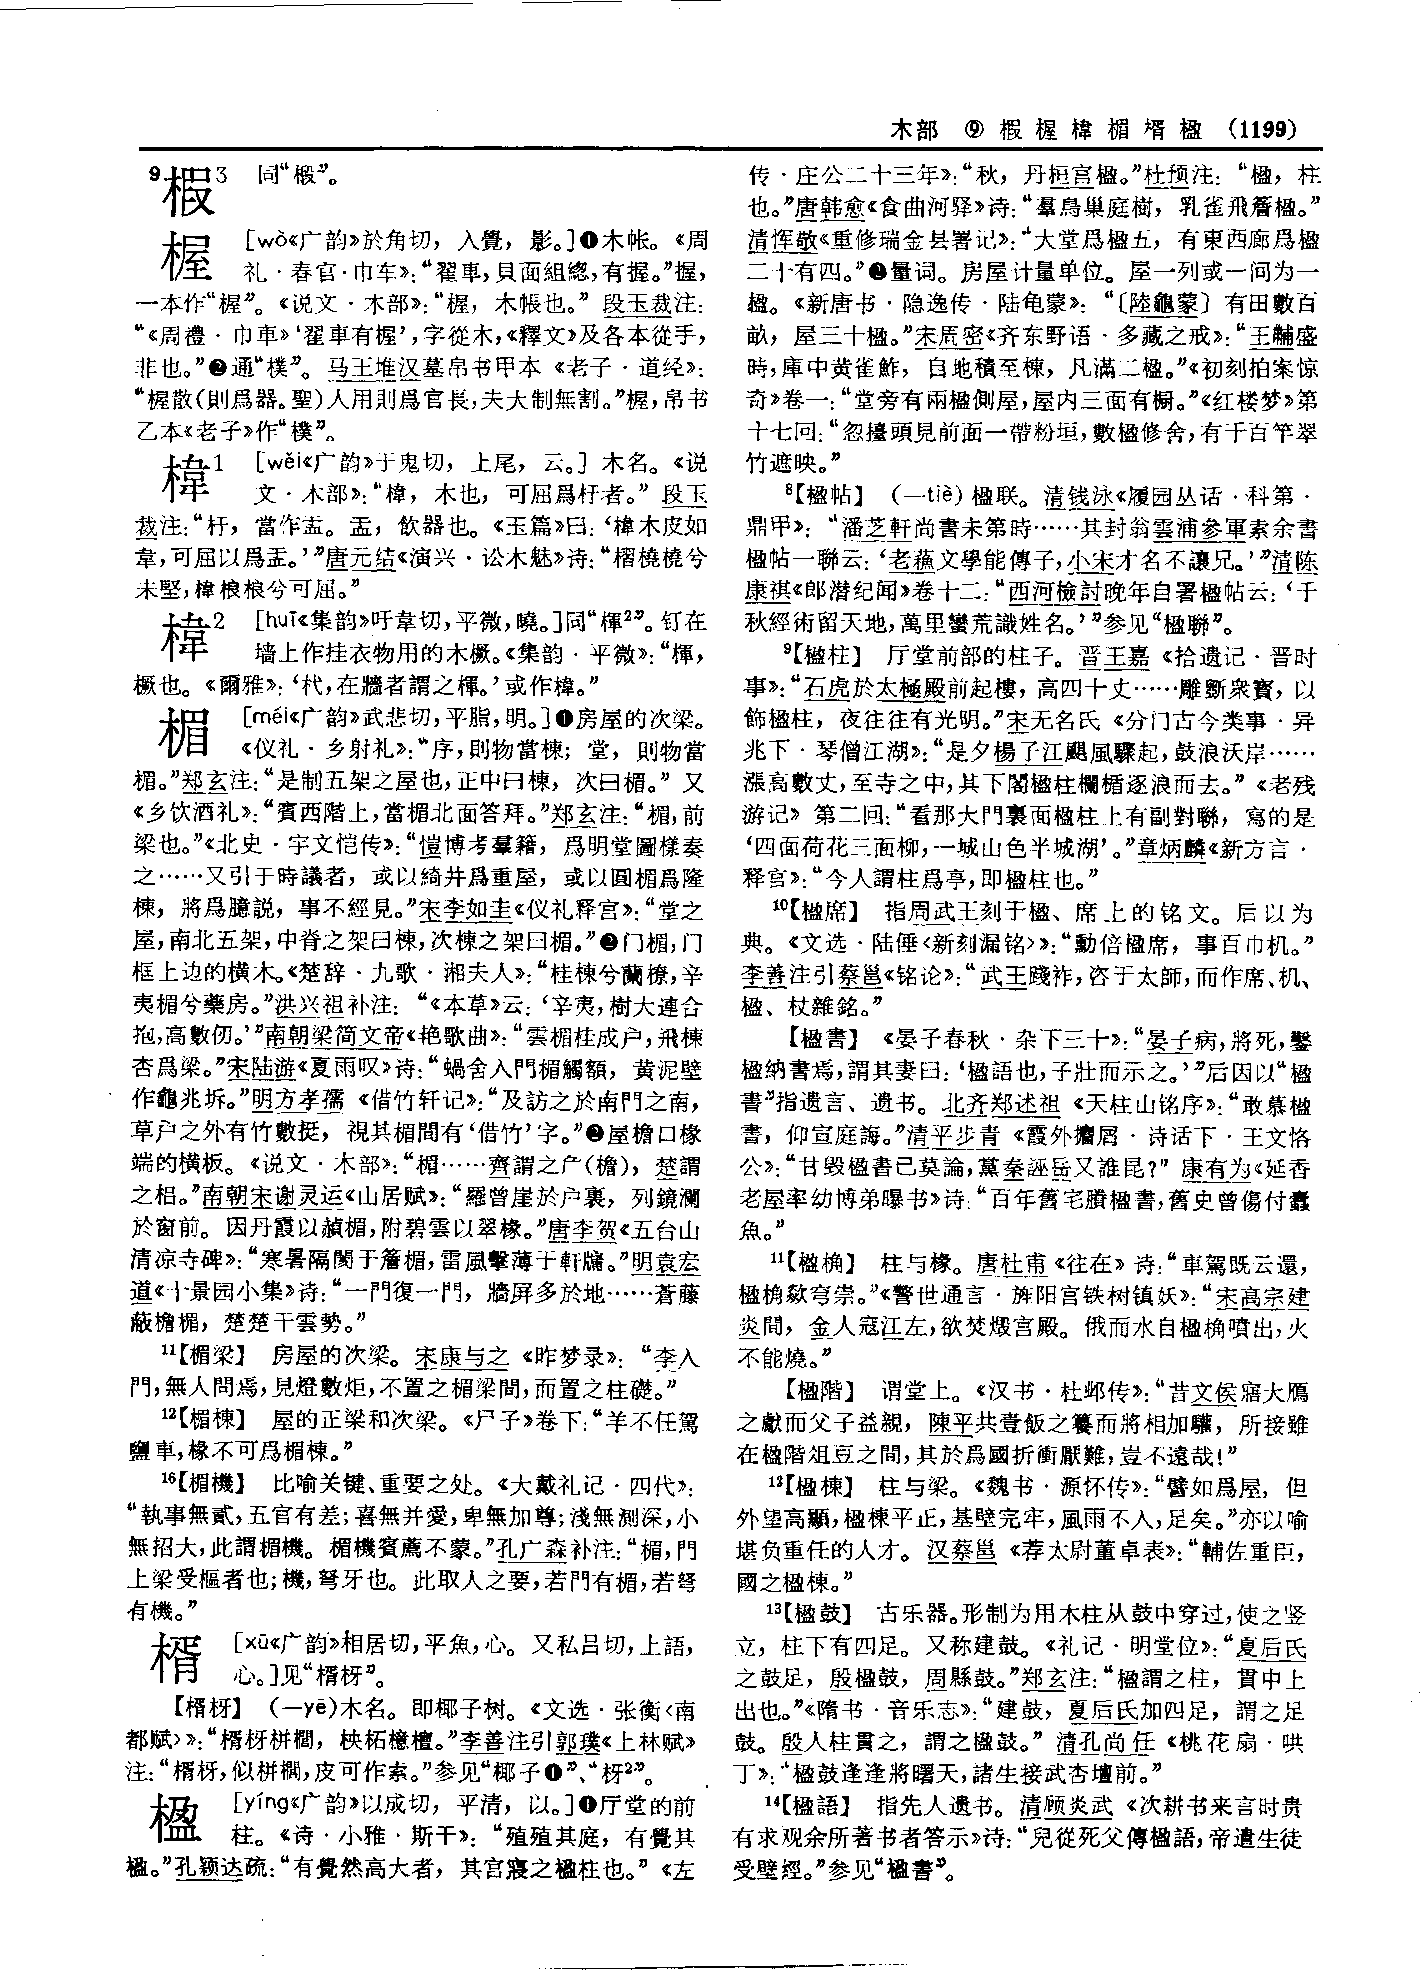 木部 ⑨ 椵楃椲楣楈楹 （1199）
9椵3 同“椴”。
楃 ［wò《广韵》於角切，入覺，影。］❶木帐。《周
礼·春官·巾车》：“翟車，貝面組緫，有握。”握，
一本作“楃”。《说文·木部》：“楃，木帳也。”段玉裁注：
“《周禮·巾車》‘翟車有楃’，字從木，《釋文》及各本從手，
非也。”❷通“樸”。马王堆汉墓帛书甲本《老子·道经》：
“楃散（則爲器。聖）人用則爲官長，夫大制無割。”楃，帛书
乙本《老子》作“樸”。
椲1 ［wěi《广韵》于鬼切，上尾，云。］木名。《说
文·木部》：“椲，木也，可屈爲杅者。”段玉
裁注：“杅，當作盂。盂，飲器也。《玉篇》曰：‘椲木皮如
韋，可屈以爲盂。’”唐元结《演兴·讼木魅》诗：“榴橈橈兮
未堅，椲桹桹兮可屈。”
椲2 ［huī《集韵》吁韋切，平微，曉。］同“楎2”。钉在
墙上作挂衣物用的木橛。《集韵·平微》：“楎，
橛也。《爾雅》：‘杙，在牆者謂之楎。’或作椲。”
楣 ［méi《广韵》武悲切，平脂，明。］❶房屋的次梁。
《仪礼·乡射礼》：“序，則物當棟；堂，則物當
楣。”郑玄注：“是制五架之屋也，正中曰棟，次曰楣。”又
《乡饮酒礼》：“賓西階上，當楣北面答拜。”郑玄注：“楣，前
梁也。”《北史·宇文恺传》：“愷博考羣籍，爲明堂圖樣奏
之……又引于時議者，或以綺井爲重屋，或以圓楣爲隆
棟，將爲臆説，事不經見。”宋李如圭《仪礼释宫》：“堂之
屋，南北五架，中脊之架曰棟，次棟之架曰楣。”❷门楣，门
框上边的横木。《楚辞·九歌·湘夫人》：“桂棟兮蘭橑，辛
夷楣兮藥房。”洪兴祖补注：“《本草》云：‘辛夷，樹大連合
抱，高數仞。’”南朝梁简文帝《艳歌曲》：“雲楣桂成户，飛棟
杏爲梁。”宋陆游《夏雨叹》诗：“蝸舍入門楣觸額，黄泥壁
作龜兆坼。”明方孝孺《借竹轩记》：“及訪之於南門之南，
草户之外有竹數挺，視其楣間有‘借竹’字。”❷屋檐口椽
端的横板。《说文·木部》：“楣……齊謂之户（檐），楚謂
之梠。”南朝宋谢灵运《山居赋》：“羅曾崖於户裏，列鏡瀾
於窗前。因丹霞以赬楣，附碧雲以翠椽。”唐李贺《五台山
清凉寺碑》：“寒暑隔閡于簷楣，雷風擊薄于軒牖。”明袁宏
道《十景园小集》诗：“一門復一門，牆屏多於地……蒼藤
蔽檐楣，楚楚干雲勢。”
11【楣梁】 房屋的次梁。宋康与之《昨梦录》：“李入
門，無人問焉，見燈數炬，不置之楣梁間，而置之柱礎。”
12【楣棟】 屋的正梁和次梁。《尸子》卷下：“羊不任駕
鹽車，椽不可爲楣棟。”
16【楣機】 比喻关键、重要之处。《大戴礼记·四代》：
“執事無貳，五官有差；喜無并愛，卑無加尊；淺無測深，小
無招大，此謂楣機。楣機賓薦不蒙。”孔广森补注：“楣，門
上梁受樞者也；機，弩牙也。此取人之要，若門有楣，若弩
有機。”
楈 ［xū《广韵》相居切，平魚，心。又私吕切，上語，
心。］见“楈枒”。
【楈枒】 （—yē）木名。即椰子树。《文选·张衡〈南
都赋〉》：“楈枒栟櫚，柍柘檍檀。”李善注引郭璞《上林赋》
注：“楈枒，似栟櫚，皮可作索。”参见“椰子❶”、“枒2”。
楹 ［yíng《广韵》以成切，平清，以。］❶厅堂的前
柱。《诗·小雅·斯干》：“殖殖其庭，有覺其
楹。”孔颖达疏：“有覺然高大者，其宫寢之楹柱也。”《左
传·庄公二十三年》：“秋，丹桓宫楹。”杜预注：“楹，柱
也。”唐韩愈《食曲河驿》诗：“羣鳥巢庭樹，乳雀飛簷楹。”
清恽敬《重修瑞金县署记》：“大堂爲楹五，有東西廊爲楹
二十有四。”❷量词。房屋计量单位。屋一列或一间为一
楹。《新唐书·隐逸传·陆龟蒙》：“〔陸龜蒙〕有田數百
畝，屋三十楹。”宋周密《齐东野语·多藏之戒》：“王黼盛
時，庫中黄雀鮓，自地積至棟，凡滿二楹。”《初刻拍案惊
奇》卷一：“堂旁有兩楹側屋，屋内三面有櫥。”《红楼梦》第
十七回：“忽擡頭見前面一帶粉垣，數楹修舍，有千百竿翠
竹遮映。”
8【楹帖】 （—tiè）楹联。清钱泳《履园丛话·科第·
鼎甲》：“潘芝軒尚書未第時……其封翁雲浦參軍索余書
楹帖一聯云：‘老蘓文學能傳子，小宋才名不讓兄。’”清陈
康祺《郎潜纪闻》卷十二：“西河檢討晚年自署楹帖云：‘千
秋經術留天地，萬里蠻荒識姓名。’”参见“楹聯”。
9【楹柱】 厅堂前部的柱子。晋王嘉《拾遗记·晋时
事》：“石虎於太極殿前起樓，高四十丈……雕斵衆寶，以
飾楹柱，夜往往有光明。”宋无名氏《分门古今类事·异
兆下·琴僧江湖》：“是夕楊子江颶風驟起，鼓浪沃岸……
漲高數丈，至寺之中，其下閣楹柱欄楯逐浪而去。”《老残
游记》第二回：“看那大門裏面楹柱上有副對聯，寫的是
‘四面荷花三面柳，一城山色半城湖’。”章炳麟《新方言·
释宫》：“今人謂柱爲亭，即楹柱也。”
10【楹席】 指周武王刻于楹、席上的铭文。后以为
典。《文选·陆倕〈新刻漏铭〉》：“勳倍楹席，事百巾机。”
李善注引蔡邕《铭论》：“武王踐祚，咨于太師，而作席、机、
楹、杖雜銘。”
【楹書】 《晏子春秋·杂下三十》：“晏子病，將死，鑿
楹納書焉，謂其妻曰：‘楹語也，子壯而示之。’”后因以“楹
書”指遗言、遗书。北齐郑述祖《天柱山铭序》：“敢慕楹
書，仰宣庭誨。”清平步青《霞外攟屑·诗话下·王文恪
公》：“甘毁楹書已莫論，黨秦誣岳又誰昆？”康有为《延香
老屋率幼博弟曝书》诗：“百年舊宅賸楹書，舊史曾傷付蠹
魚。”
11【楹桷】 柱与椽。唐杜甫《往在》诗：“車駕既云還，
楹桷欻穹崇。”《警世通言·旌阳宫铁树镇妖》：“宋高宗建
炎間，金人寇江左，欲焚燬宫殿。俄而水自楹桷噴出，火
不能燒。”
【楹階】 谓堂上。《汉书·杜邺传》：“昔文侯寤大鴈
之獻而父子益親，陳平共壹飯之籑而將相加驩，所接雖
在楹階俎豆之間，其於爲國折衝厭難，豈不遠哉！”
12【楹棟】 柱与梁。《魏书·源怀传》：“譬如爲屋，但
外望高顯，楹棟平正，基壁完牢，風雨不入，足矣。”亦以喻
堪负重任的人才。汉蔡邕《荐太尉董卓表》：“輔佐重臣，
國之楹棟。”
13【楹鼓】 古乐器。形制为用木柱从鼓中穿过，使之竖
立，柱下有四足。又称建鼓。《礼记·明堂位》：“夏后氏
之鼓足，殷楹鼓，周縣鼓。”郑玄注：“楹謂之柱，貫中上
出也。”《隋书·音乐志》：“建鼓，夏后氏加四足，謂之足
鼓。殷人柱貫之，謂之楹鼓。”清孔尚任《桃花扇·哄
丁》：“楹鼓逢逢將曙天，諸生接武杏壇前。”
14【楹語】 指先人遗书。清顾炎武《次耕书来言时贵
有求观余所著书者答示》诗：“兒從死父傳楹語，帝遣生徒
受壁經。”参见“楹書”。